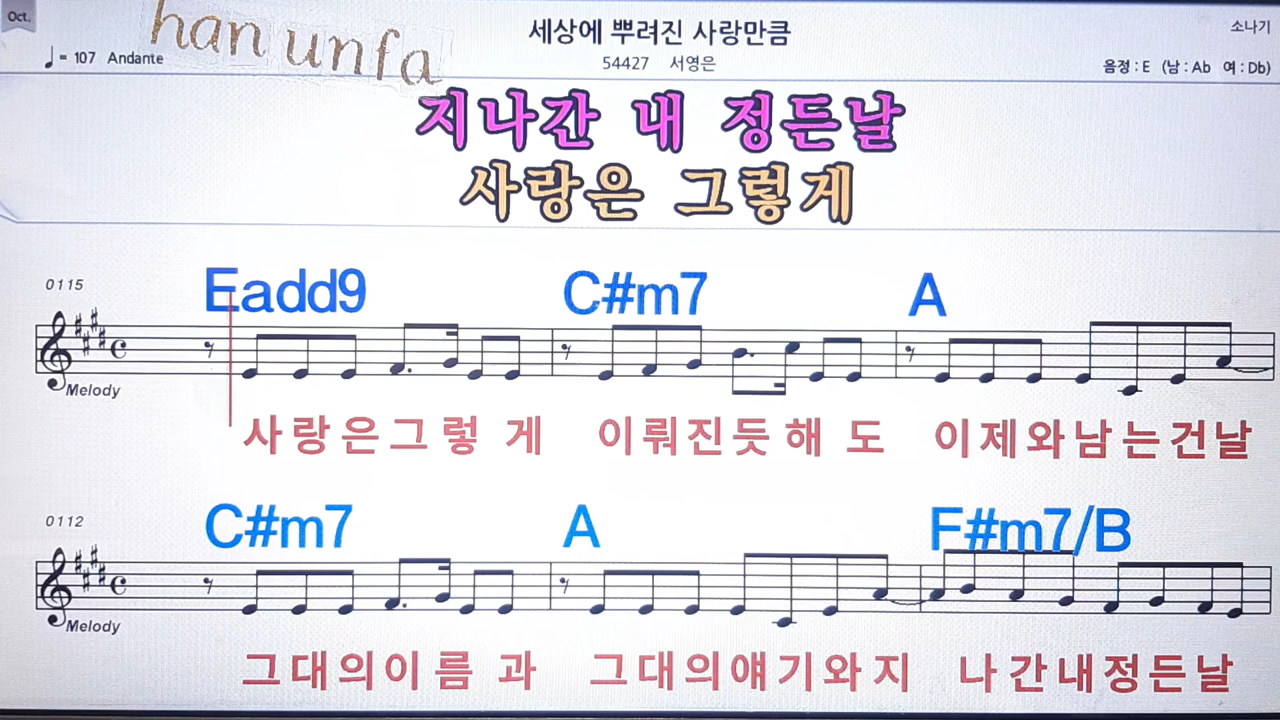 Oct.
han unfa
세상에 뿌려진 사랑만큼
소나기
♩= 107 Andante
54427 서영은
음정 : E (남 : Ab 여 : Db)
지나간 내 정든날
사랑은 그렇게
0115
Eadd9 C#m7 A
Melody
사랑은그렇 게 이뤄진듯 해 도 이제와남는건날
0112
C#m7 A F#m7/B
Melody
그대의이름 과 그대의얘기와지 나간내정든날